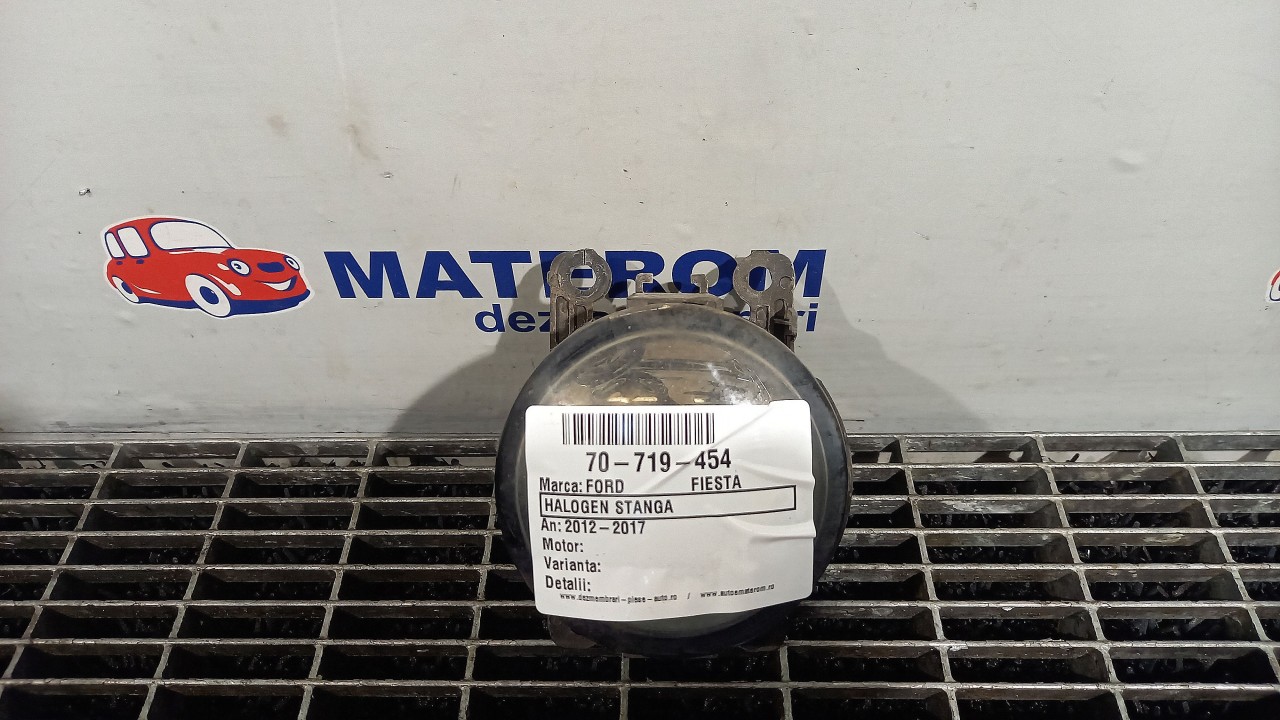 MATEROM
70-719-454
Marca: FORD FIESTA
HALOGEN STANGA
An: 2012-2017
Motor:
Varianta:
Detalii:
www.dezmembrari-piese-auto.ro / www.autoematerom.ro